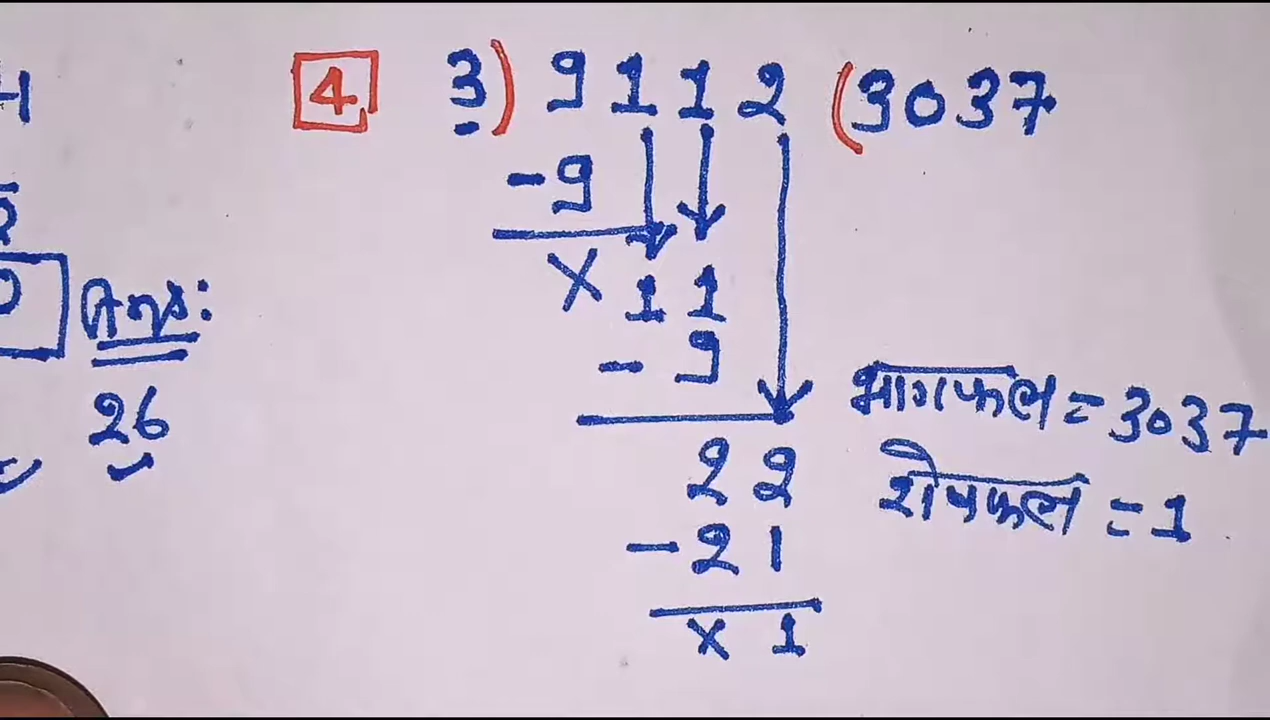 4 3) 9112 (3037
-9
x 11
Ans:
- 9
भागफल = 3037
26
22
शेषफल = 1
-21
x 1